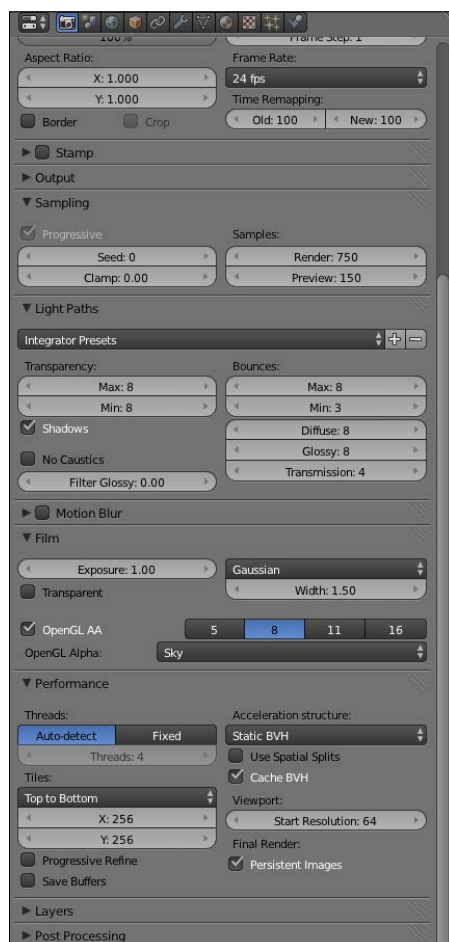 100%
Frame Step: 1
Aspect Ratio:
Frame Rate:
X: 1.000
24 fps
Y: 1.000
Time Remapping:
Border
Crop
Old: 100
New: 100
Stamp
Output
Sampling
Progressive
Samples:
Seed: 0
Render: 750
Clamp: 0.00
Preview: 150
Light Paths
Integrator Presets
Transparency:
Bounces:
Max: 8
Max: 8
Min: 8
Min: 3
Shadows
Diffuse: 8
Glossy: 8
No Caustics
Transmission: 4
Filter Glossy: 0.00
Motion Blur
Film
Exposure: 1.00
Gaussian
Transparent
Width: 1.50
OpenGL AA
5
8
11
16
OpenGL Alpha:
Sky
Performance
Threads:
Acceleration structure:
Auto-detect
Fixed
Static BVH
Threads: 4
Use Spatial Splits
Tiles:
Cache BVH
Top to Bottom
Viewport:
X: 256
Start Resolution: 64
Y: 256
Final Render:
Progressive Refine
Persistent Images
Save Buffers
Layers
Post Processing